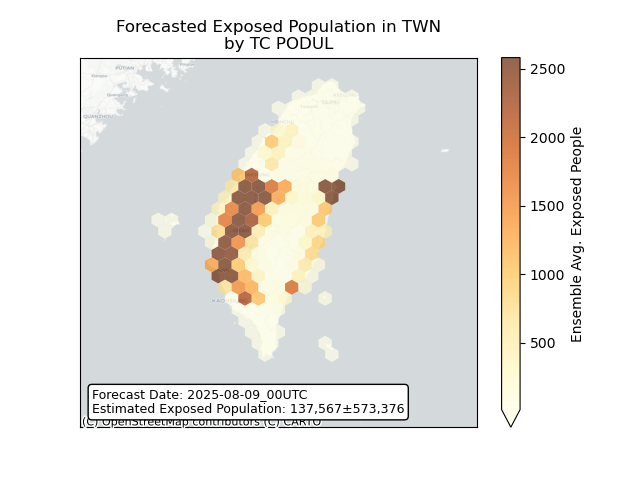 Forecasted Exposed Population in TWN
by TC PODUL
2500
2000
1500
1000
500
Ensemble Avg. Exposed People
Forecast Date: 2025-08-09_00UTC
Estimated Exposed Population: 137,567±573,376
(C) OpenStreetMap contributors (C) CARTO